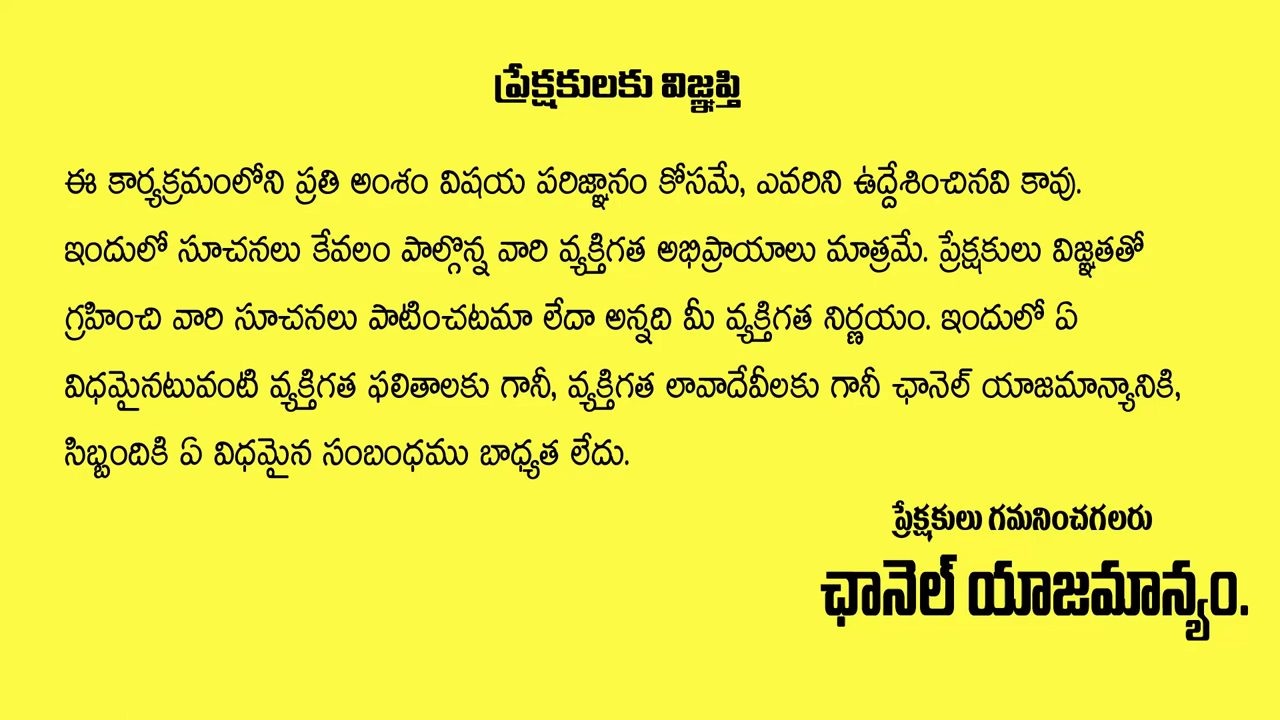 ప్రేక్షకులకు విజ్ఞప్తి
ఈ కార్యక్రమంలోని ప్రతి అంశం విషయ పరిజ్ఞానం కోసమే, ఎవరిని ఉద్దేశించినవి కావు.
ఇందులో సూచనలు కేవలం పాల్గొన్న వారి వ్యక్తిగత అభిప్రాయాలు మాత్రమే. ప్రేక్షకులు విజ్ఞతతో
గ్రహించి వారి సూచనలు పాటించటమా లేదా అన్నది మీ వ్యక్తిగత నిర్ణయం. ఇందులో ఏ
విధమైనటువంటి వ్యక్తిగత ఫలితాలకు గానీ, వ్యక్తిగత లావాదేవీలకు గానీ ఛానెల్ యాజమాన్యానికి,
సిబ్బందికి ఏ విధమైన సంబంధము బాధ్యత లేదు.
ప్రేక్షకులు గమనించగలరు
ఛానెల్ యాజమాన్యం.